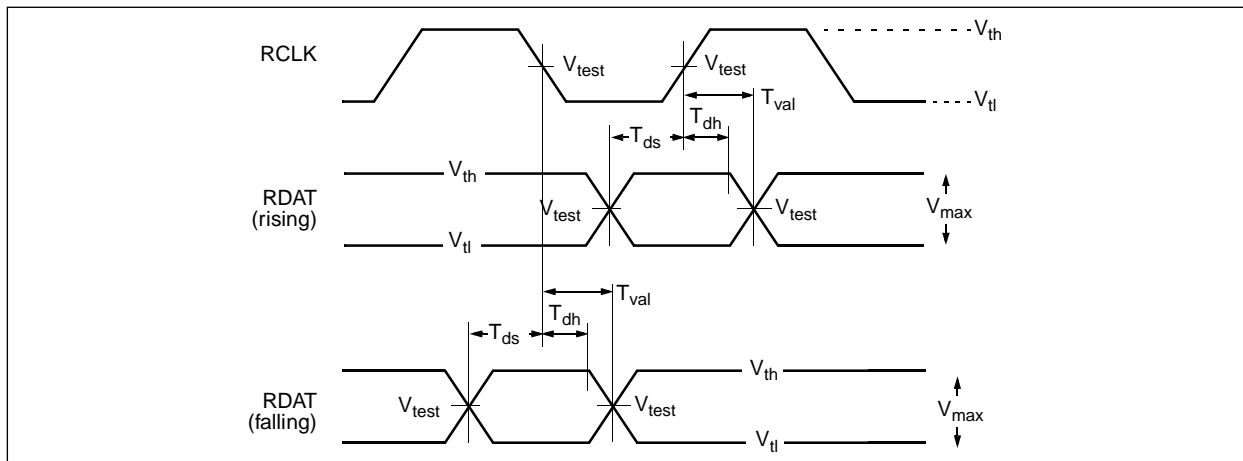 RCLK
V_th
V_test
V_test
V_tl
T_val
T_dh
T_ds
RDAT
(rising)
V_th
V_test
V_test
V_max
V_tl
T_val
T_dh
T_ds
RDAT
(falling)
V_th
V_test
V_test
V_max
V_tl